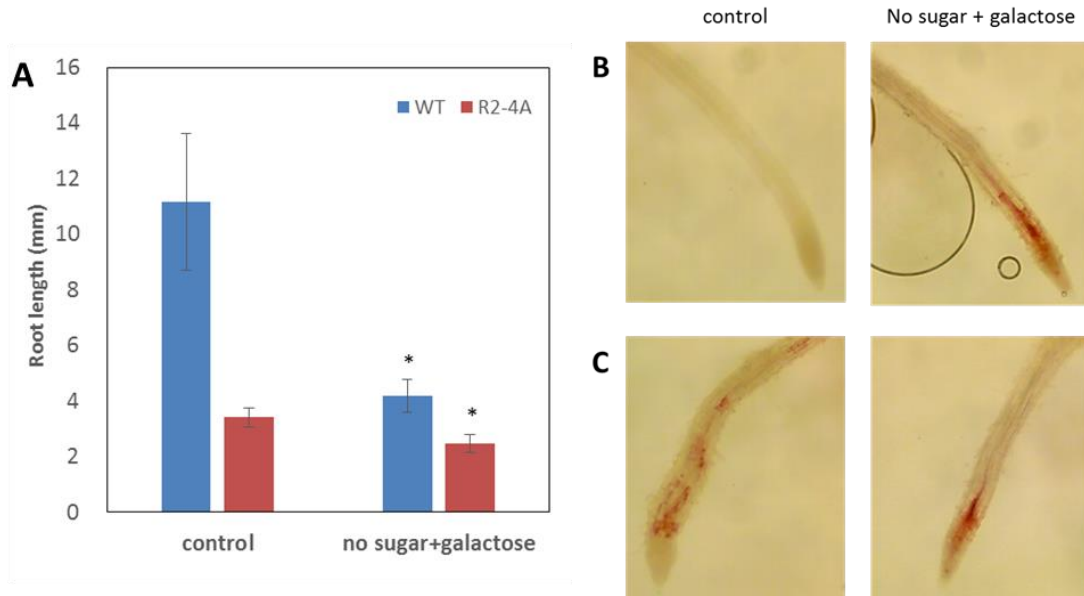 control
No sugar + galactose
A
B
16
14
12
10
8
6
4
2
0
Root length (mm)
WT
R2-4A
*
*
C
control
no sugar+galactose